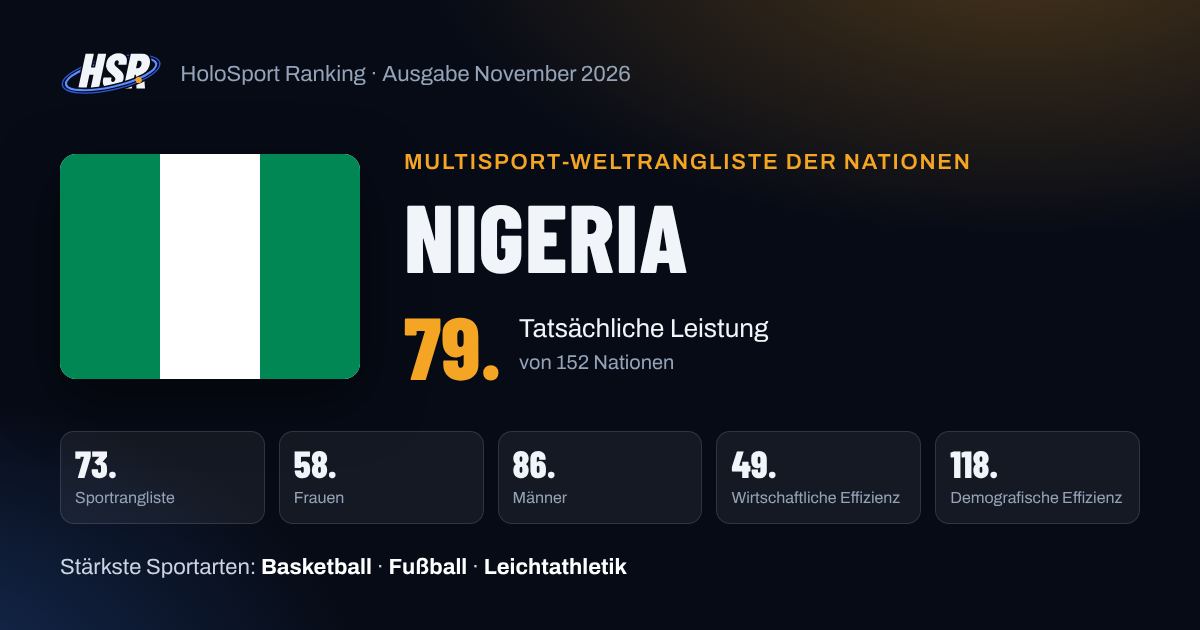 HSR
HoloSport Ranking · Ausgabe November 2026
MULTISPORT-WELTRANGLISTE DER NATIONEN
NIGERIA
79.
Tatsächliche Leistung
von 152 Nationen
73.
Sportrangliste
58.
Frauen
86.
Männer
49.
Wirtschaftliche Effizienz
118.
Demografische Effizienz
Stärkste Sportarten: Basketball · Fußball · Leichtathletik